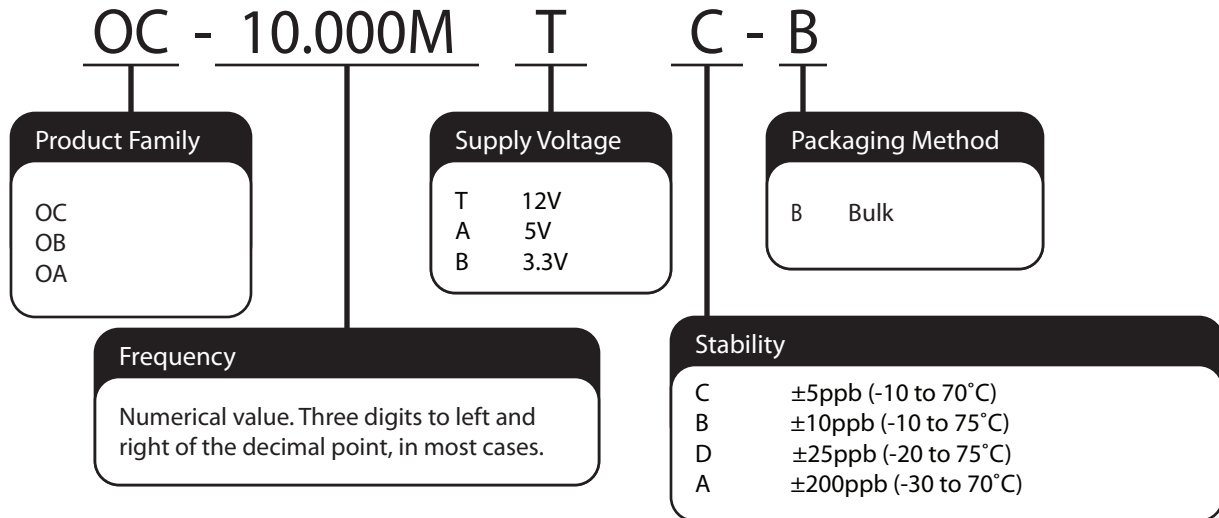 OC - 10.000M T C - B
Product Family
OC
OB
OA
Supply Voltage
T 12V
A 5V
B 3.3V
Packaging Method
B Bulk
Frequency
Numerical value. Three digits to left and
right of the decimal point, in most cases.
Stability
C ±5ppb (-10 to 70˚C)
B ±10ppb (-10 to 75˚C)
D ±25ppb (-20 to 75˚C)
A ±200ppb (-30 to 70˚C)